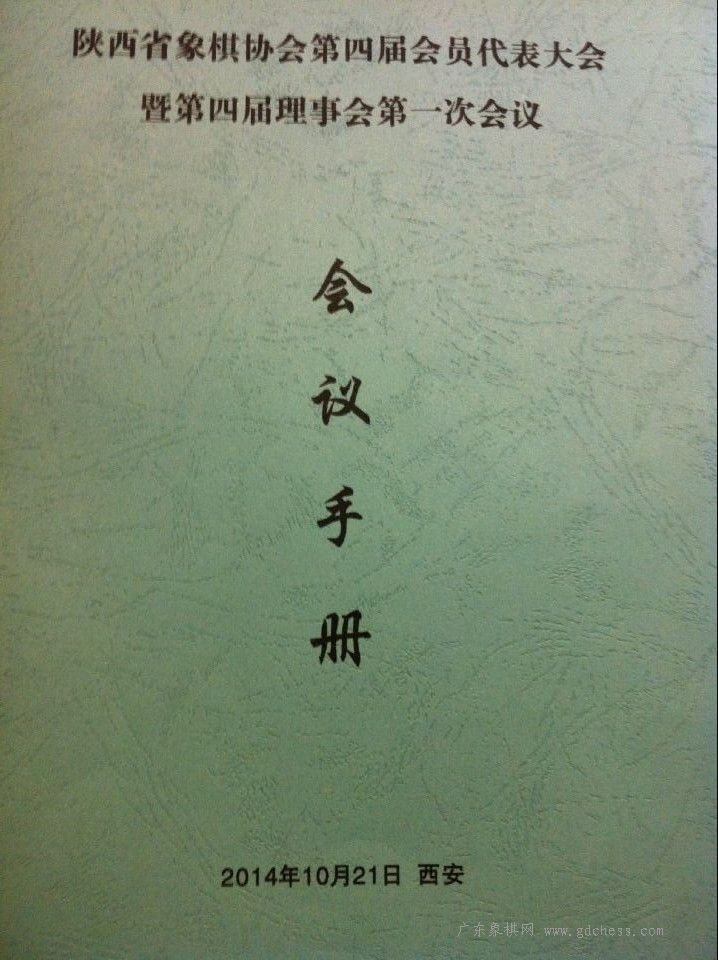 陕西省象棋协会第四届会员代表大会
暨第四届理事会第一次会议
会议手册
2014年10月21日 西安
广东象棋网 www.gdchess.com